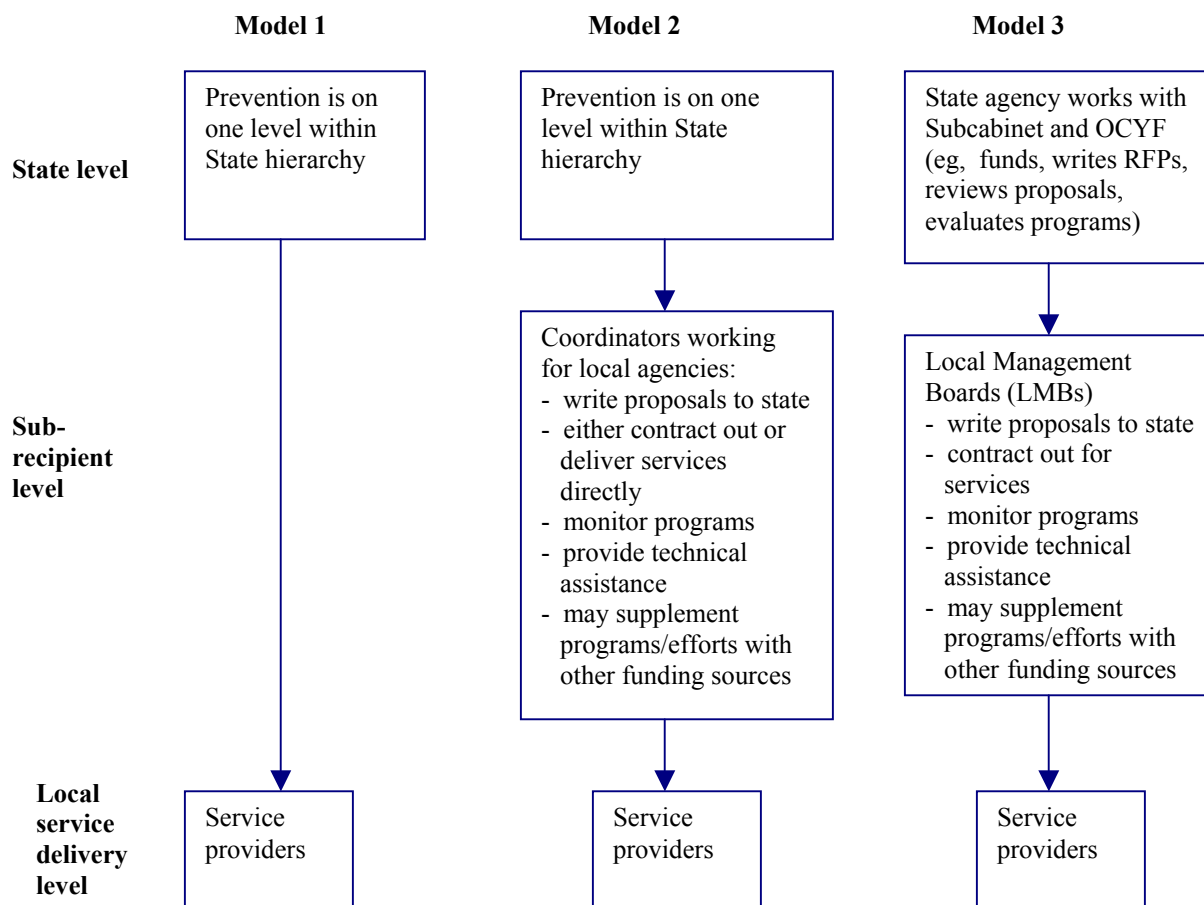 Model 1
Model 2
Model 3
State level
Prevention is on
one level within
State hierarchy
Prevention is on one
level within State
hierarchy
State agency works with
Subcabinet and OCYF
(eg, funds, writes RFPs,
reviews proposals,
evaluates programs)
Sub-
recipient
level
Coordinators working
for local agencies:
- write proposals to state
- either contract out or
deliver services
directly
- monitor programs
- provide technical
assistance
- may supplement
programs/efforts with
other funding sources
Local Management
Boards (LMBs)
- write proposals to state
- contract out for
services
- monitor programs
- provide technical
assistance
- may supplement
programs/efforts with
other funding sources
Local
service
delivery
level
Service
providers
Service
providers
Service
providers